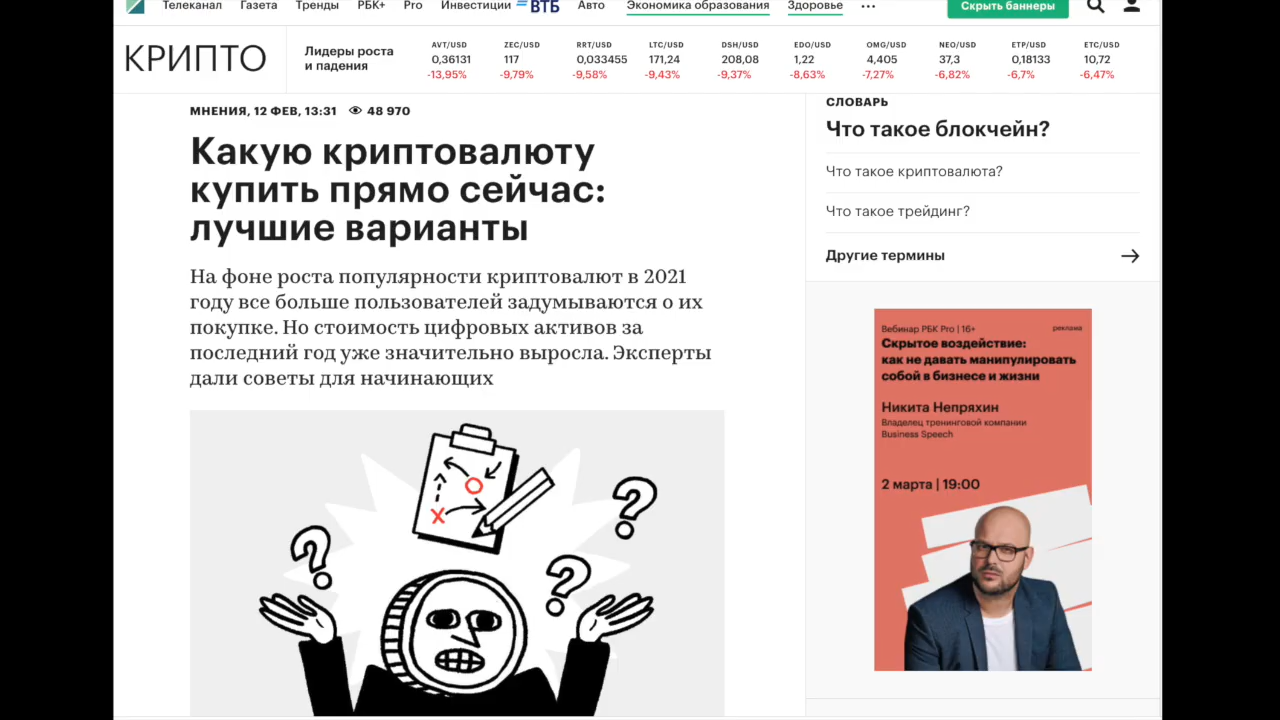 Телеканал Газета Тренды РБК+ Pro Инвестиции ВТБ Авто Экономика образования Здоровье ... Скрыть баннеры
КРИПТО
Лидеры роста
и падения
AVT/USD ZEC/USD RRT/USD LTC/USD DSH/USD EDO/USD OMG/USD NEO/USD ETP/USD ETC/USD
0,36131 117 0,033455 171,24 208,08 1,22 4,405 37,3 0,18133 10,72
-13,95% -9,79% -9,58% -9,43% -9,37% -8,63% -7,27% -6,82% -6,7% -6,47%
МНЕНИЯ, 12 ФЕВ, 13:31 48 970
Какую криптовалюту
купить прямо сейчас:
лучшие варианты
На фоне роста популярности криптовалют в 2021
году все больше пользователей задумываются о их
покупке. Но стоимость цифровых активов за
последний год уже значительно выросла. Эксперты
дали советы для начинающих
? ? ?
СЛОВАРЬ
Что такое блокчейн?
Что такое криптовалюта?
Что такое трейдинг?
Другие термины
Вебинар РБК Pro | 16+ реклама
Скрытое воздействие:
как не давать манипулировать
собой в бизнесе и жизни
Никита Непряхин
Владелец тренинговой компании
Business Speech
2 марта | 19:00